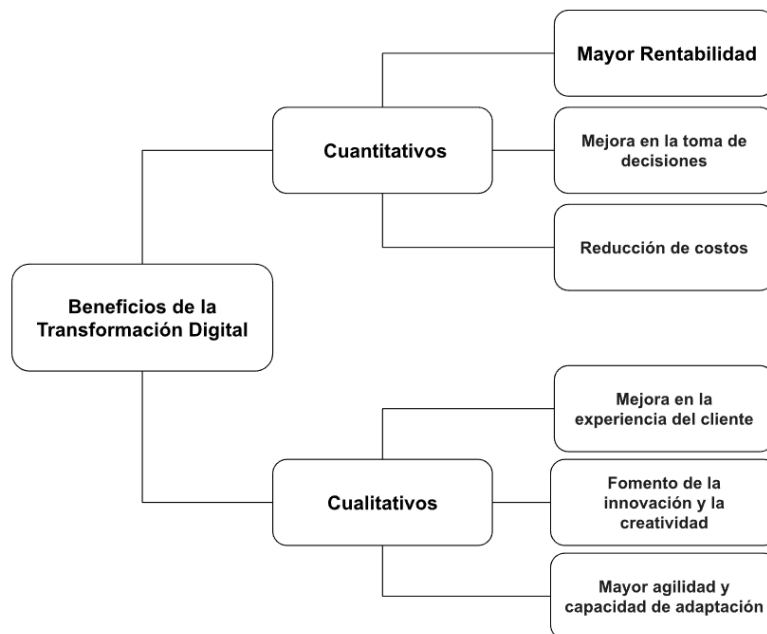 Mayor Rentabilidad
Cuantitativos
Mejora en la toma de
decisiones
Reducción de costos
Beneficios de la
Transformación Digital
Mejora en la
experiencia del cliente
Cualitativos
Fomento de la
innovación y la
creatividad
Mayor agilidad y
capacidad de adaptación